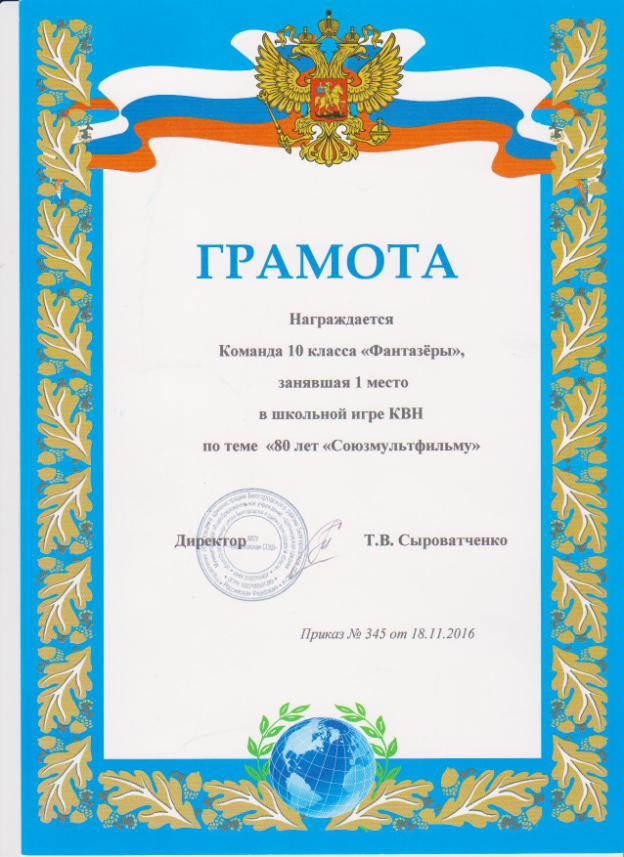 ГРАМОТА
Награждается
Команда 10 класса «Фантазёры»,
занявшая 1 место
в школьной игре КВН
по теме «80 лет «Союзмультфильму»
Директор Т.В. Сыроватченко
Приказ № 345 от 18.11.2016